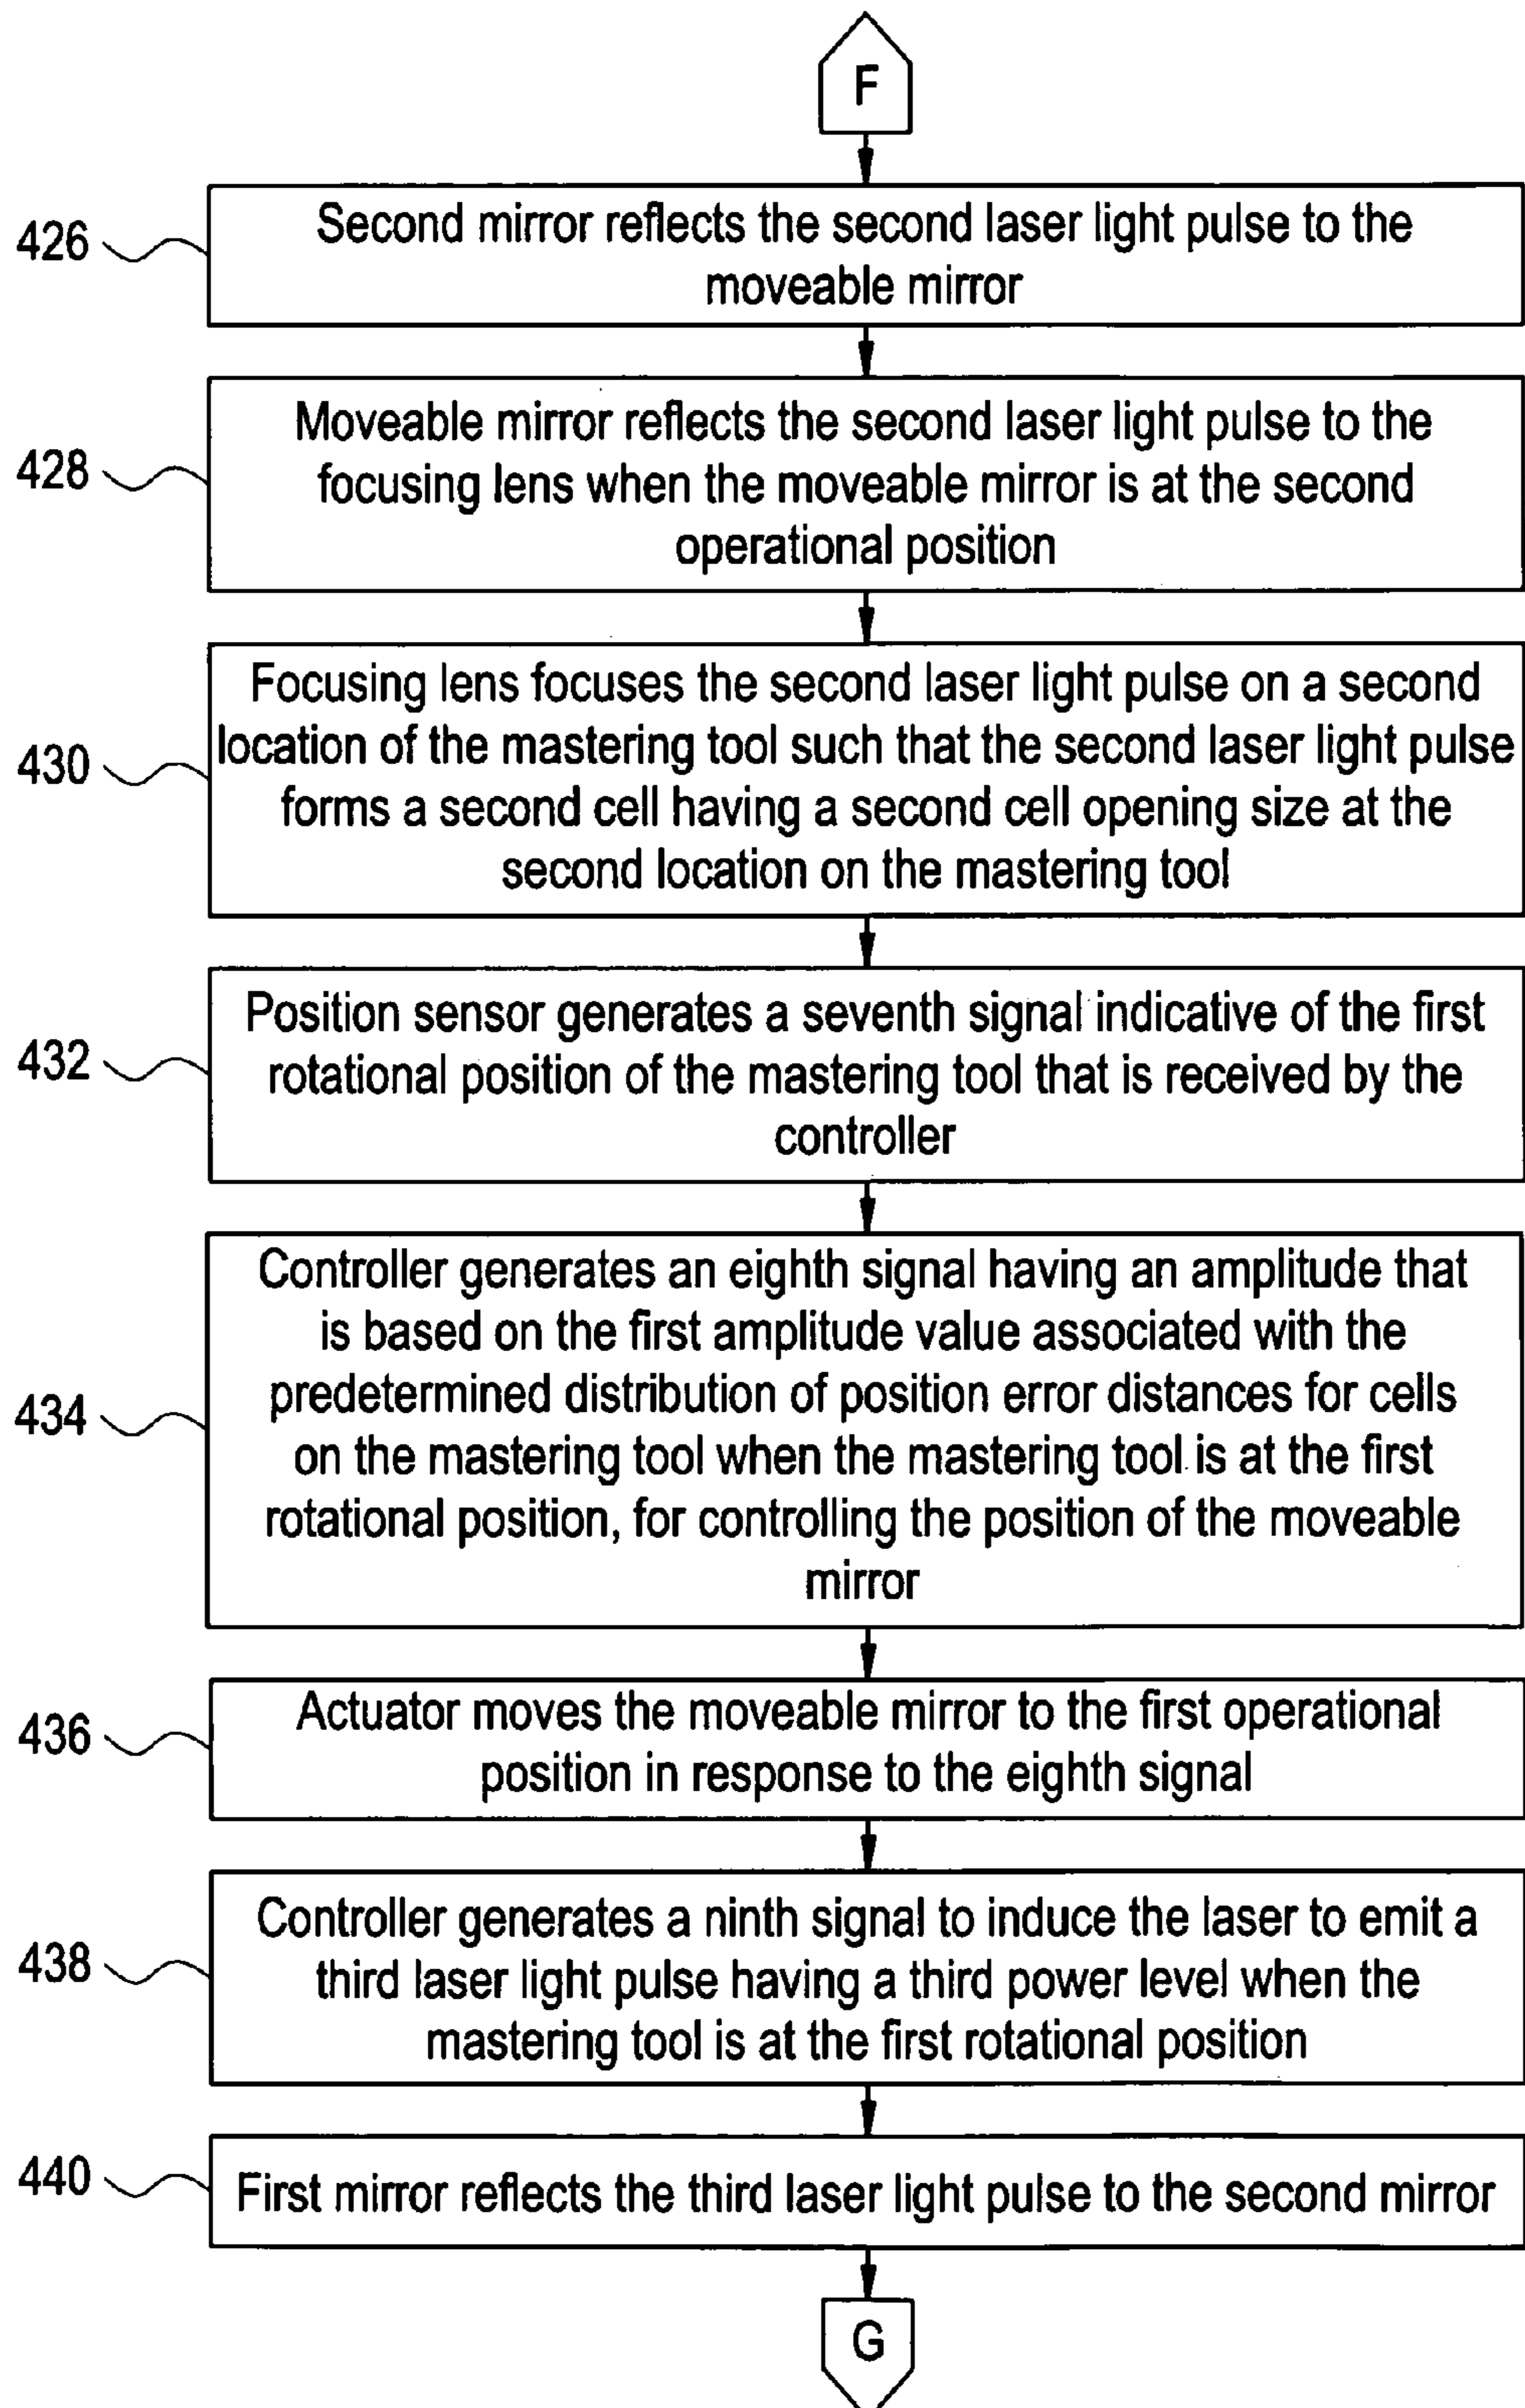 F
426
Second mirror reflects the second laser light pulse to the
moveable mirror
428
Moveable mirror reflects the second laser light pulse to the
focusing lens when the moveable mirror is at the second
operational position
430
Focusing lens focuses the second laser light pulse on a second
location of the mastering tool such that the second laser light pulse
forms a second cell having a second cell opening size at the
second location on the mastering tool
432
Position sensor generates a seventh signal indicative of the first
rotational position of the mastering tool that is received by the
controller
434
Controller generates an eighth signal having an amplitude that
is based on the first amplitude value associated with the
predetermined distribution of position error distances for cells
on the mastering tool when the mastering tool is at the first
rotational position, for controlling the position of the moveable
mirror
436
Actuator moves the moveable mirror to the first operational
position in response to the eighth signal
438
Controller generates a ninth signal to induce the laser to emit a
third laser light pulse having a third power level when the
mastering tool is at the first rotational position
440
First mirror reflects the third laser light pulse to the second mirror
G